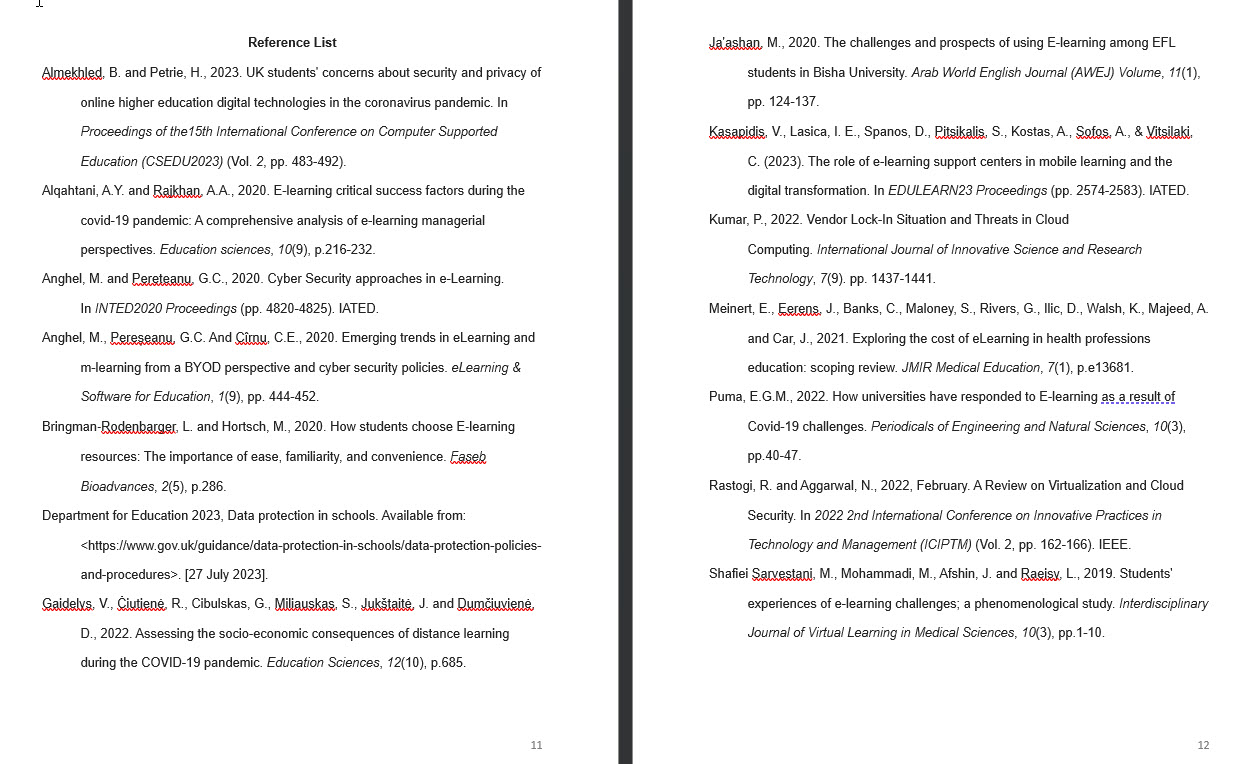 Reference List
Almekhled, B. and Petrie, H., 2023. UK students' concerns about security and privacy of
online higher education digital technologies in the coronavirus pandemic. In
Proceedings of the15th International Conference on Computer Supported
Education (CSEDU2023) (Vol. 2, pp. 483-492).
Alqahtani, A.Y. and Rajkhan, A.A., 2020. E-learning critical success factors during the
covid-19 pandemic: A comprehensive analysis of e-learning managerial
perspectives. Education sciences, 10(9), p.216-232.
Anghel, M. and Pereteanu, G.C., 2020. Cyber Security approaches in e-Learning.
In INTED2020 Proceedings (pp. 4820-4825). IATED.
Anghel, M., Pereșeanu, G.C. And Cîrnu, C.E., 2020. Emerging trends in eLearning and
m-learning from a BYOD perspective and cyber security policies. eLearning &
Software for Education, 1(9), pp. 444-452.
Bringman-Rodenbarger, L. and Hortsch, M., 2020. How students choose E-learning
resources: The importance of ease, familiarity, and convenience. Faseb
Bioadvances, 2(5), p.286.
Department for Education 2023, Data protection in schools. Available from:
<https://www.gov.uk/guidance/data-protection-in-schools/data-protection-policies-
and-procedures>. [27 July 2023].
Gaidelys, V., Čiutienė, R., Cibulskas, G., Miliauskas, S., Jukštaitė, J. and Dumčiuvienė,
D., 2022. Assessing the socio-economic consequences of distance learning
during the COVID-19 pandemic. Education Sciences, 12(10), p.685.
11
Ja'ashan, M., 2020. The challenges and prospects of using E-learning among EFL
students in Bisha University. Arab World English Journal (AWEJ) Volume, 11(1),
pp. 124-137.
Kasapidis, V., Lasica, I. E., Spanos, D., Pitsikalis, S., Kostas, A., Sofos, A., & Vitsilaki,
C. (2023). The role of e-learning support centers in mobile learning and the
digital transformation. In EDULEARN23 Proceedings (pp. 2574-2583). IATED.
Kumar, P., 2022. Vendor Lock-In Situation and Threats in Cloud
Computing. International Journal of Innovative Science and Research
Technology, 7(9). pp. 1437-1441.
Meinert, E., Eerens, J., Banks, C., Maloney, S., Rivers, G., Ilic, D., Walsh, K., Majeed, A.
and Car, J., 2021. Exploring the cost of eLearning in health professions
education: scoping review. JMIR Medical Education, 7(1), p.e13681.
Puma, E.G.M., 2022. How universities have responded to E-learning as a result of
Covid-19 challenges. Periodicals of Engineering and Natural Sciences, 10(3),
pp.40-47.
Rastogi, R. and Aggarwal, N., 2022, February. A Review on Virtualization and Cloud
Security. In 2022 2nd International Conference on Innovative Practices in
Technology and Management (ICIPTM) (Vol. 2, pp. 162-166). IEEE.
Shafiei Sarvestani, M., Mohammadi, M., Afshin, J. and Raeisy, L., 2019. Students'
experiences of e-learning challenges; a phenomenological study. Interdisciplinary
Journal of Virtual Learning in Medical Sciences, 10(3), pp.1-10.
12